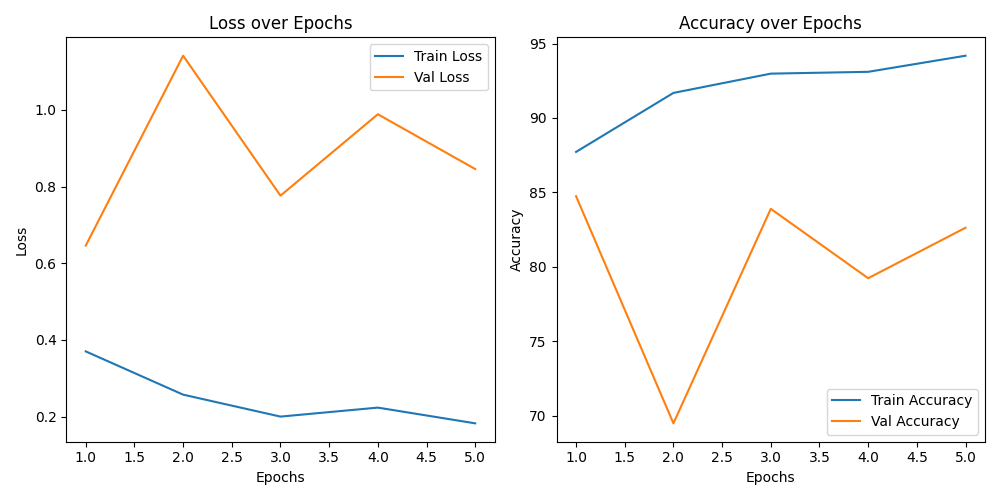 Loss over Epochs
Train Loss
Val Loss
Loss
1.0
0.8
0.6
0.4
0.2
1.0 1.5 2.0 2.5 3.0 3.5 4.0 4.5 5.0
Epochs
Accuracy over Epochs
Accuracy
95
90
85
80
75
70
Train Accuracy
Val Accuracy
1.0 1.5 2.0 2.5 3.0 3.5 4.0 4.5 5.0
Epochs